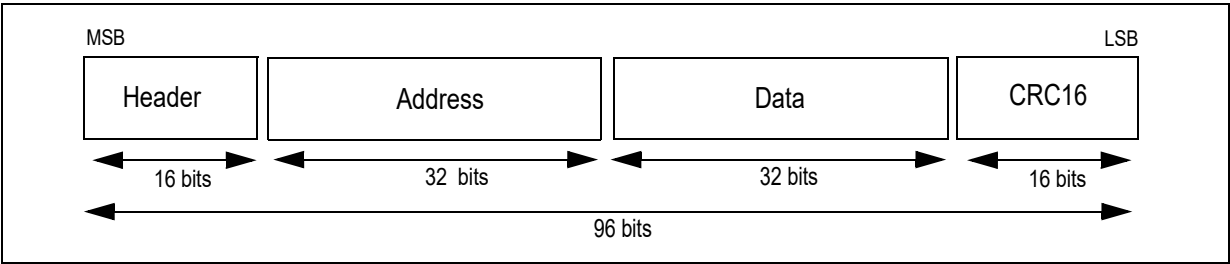 MSB
LSB
Header
Address
Data
CRC16
16 bits
32 bits
32 bits
16 bits
96 bits